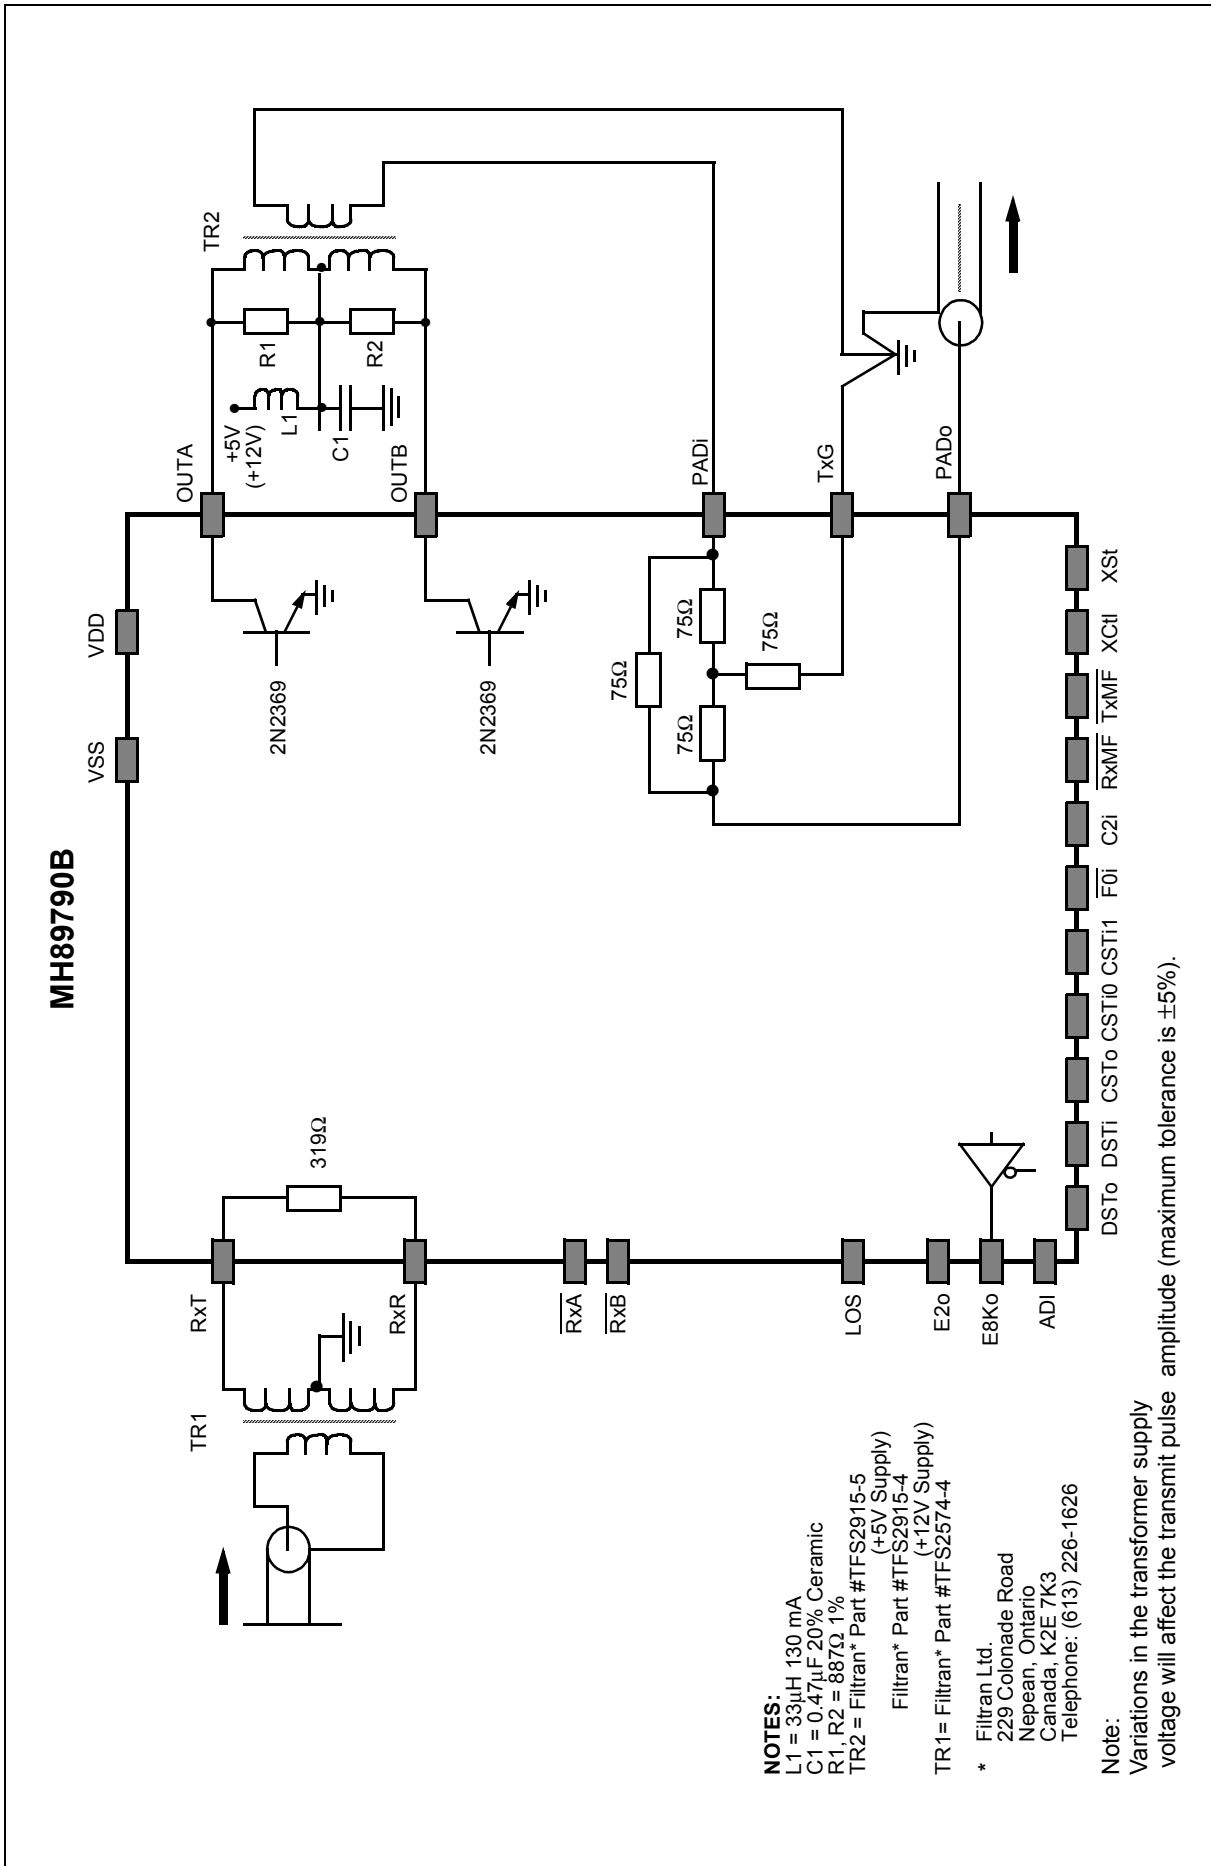 MH89790B
VSS
VDD
OUTA
+5V
(+12V)
L1
C1
R1
R2
TR2
OUTB
PADi
TxG
PADo
2N2369
2N2369
75Ω
75Ω
75Ω
75Ω
TR1
RxT
RxR
319Ω
RxA
RxB
LOS
E2o
E8Ko
ADI
DSTo
DSTi
CSTo
CSTi0
CSTi1
F0i
C2i
RxMF
TxMF
XCtl
XSt
NOTES:
L1 = 33µH 130 mA
C1 = 0.47µF 20% Ceramic
R1, R2 = 887Ω 1%
TR2 = Filtran* Part #TFS2915-5
(+5V Supply)
Filtran* Part #TFS2915-4
(+12V Supply)
TR1= Filtran* Part #TFS2574-4
* Filtran Ltd.
229 Colonade Road
Nepean, Ontario
Canada, K2E 7K3
Telephone: (613) 226-1626
Note:
Variations in the transformer supply
voltage will affect the transmit pulse amplitude (maximum tolerance is ±5%).